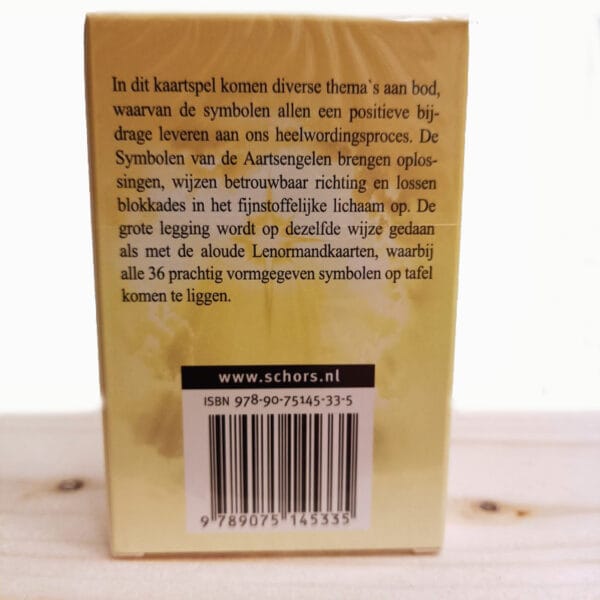 In dit kaartspel komen diverse thema`s aan bod,
waarvan de symbolen allen een positieve bij-
drage leveren aan ons heelwordingsproces. De
Symbolen van de Aartsengelen brengen oplos-
singen, wijzen betrouwbaar richting en lossen
blokkades in het fijnstoffelijke lichaam op. De
grote legging wordt op dezelfde wijze gedaan
als met de aloude Lenormandkaarten, waarbij
alle 36 prachtig vormgegeven symbolen op tafel
komen te liggen.
www.schors.nl
ISBN 978-90-75145-33-5
9 789075 145335